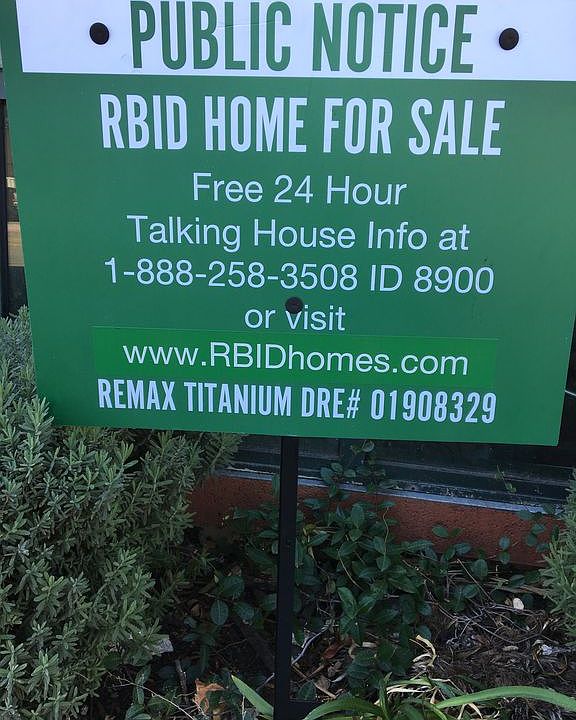 PUBLIC NOTICE
RBID HOME FOR SALE
Free 24 Hour
Talking House Info at
1-888-258-3508 ID 8900
or visit
www.RBIDhomes.com
REMAX TITANIUM DRE# 01908329